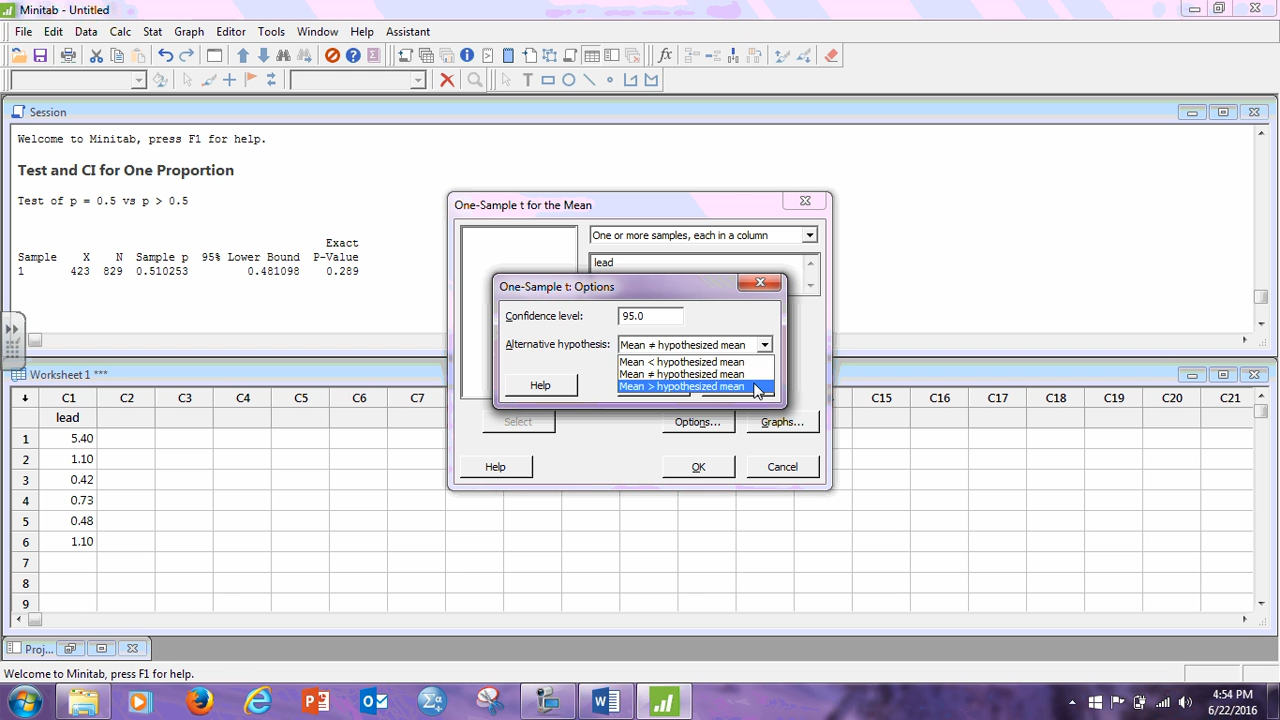 Minitab - Untitled
File Edit Data Calc Stat Graph Editor Tools Window Help Assistant
Session
Welcome to Minitab, press F1 for help.
Test and CI for One Proportion
Test of p = 0.5 vs p > 0.5
Exact
Sample X N Sample p 95% Lower Bound P-Value
1 423 829 0.510253 0.481098 0.289
One-Sample t for the Mean
One or more samples, each in a column
lead
One-Sample t: Options
Confidence level: 95.0
Alternative hypothesis: Mean ≠ hypothesized mean
Mean < hypothesized mean
Mean ≠ hypothesized mean
Mean > hypothesized mean
Help
Select Options... Graphs...
Help OK Cancel
Worksheet 1 ***
C1 C2 C3 C4 C5 C6 C7 C15 C16 C17 C18 C19 C20 C21
lead
1 5.40
2 1.10
3 0.42
4 0.73
5 0.48
6 1.10
7
8
9
Proj...
Welcome to Minitab, press F1 for help.
4:54 PM
6/22/2016